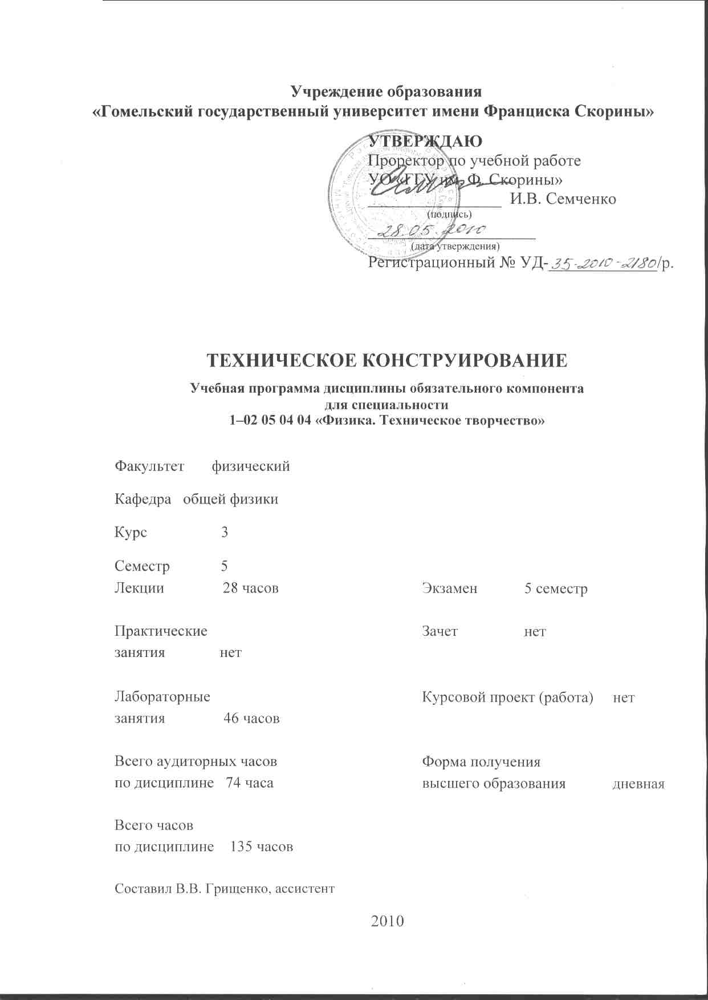 Учреждение образования
«Гомельский государственный университет имени Франциска Скорины»
УТВЕРЖДАЮ
Проректор по учебной работе
УО «ГГУ им. Ф. Скорины»
И.В. Семченко
(подпись)
28.05.2010
(дата утверждения)
Регистрационный № УД-35-2010-2180/р.
ТЕХНИЧЕСКОЕ КОНСТРУИРОВАНИЕ
Учебная программа дисциплины обязательного компонента
для специальности
1–02 05 04 04 «Физика. Техническое творчество»
Факультет физический
Кафедра общей физики
Курс 3
Семестр 5
Лекции 28 часов Экзамен 5 семестр
Практические Зачет нет
занятия нет
Лабораторные Курсовой проект (работа) нет
занятия 46 часов
Всего аудиторных часов Форма получения
по дисциплине 74 часа высшего образования дневная
Всего часов
по дисциплине 135 часов
Составил В.В. Грищенко, ассистент
2010